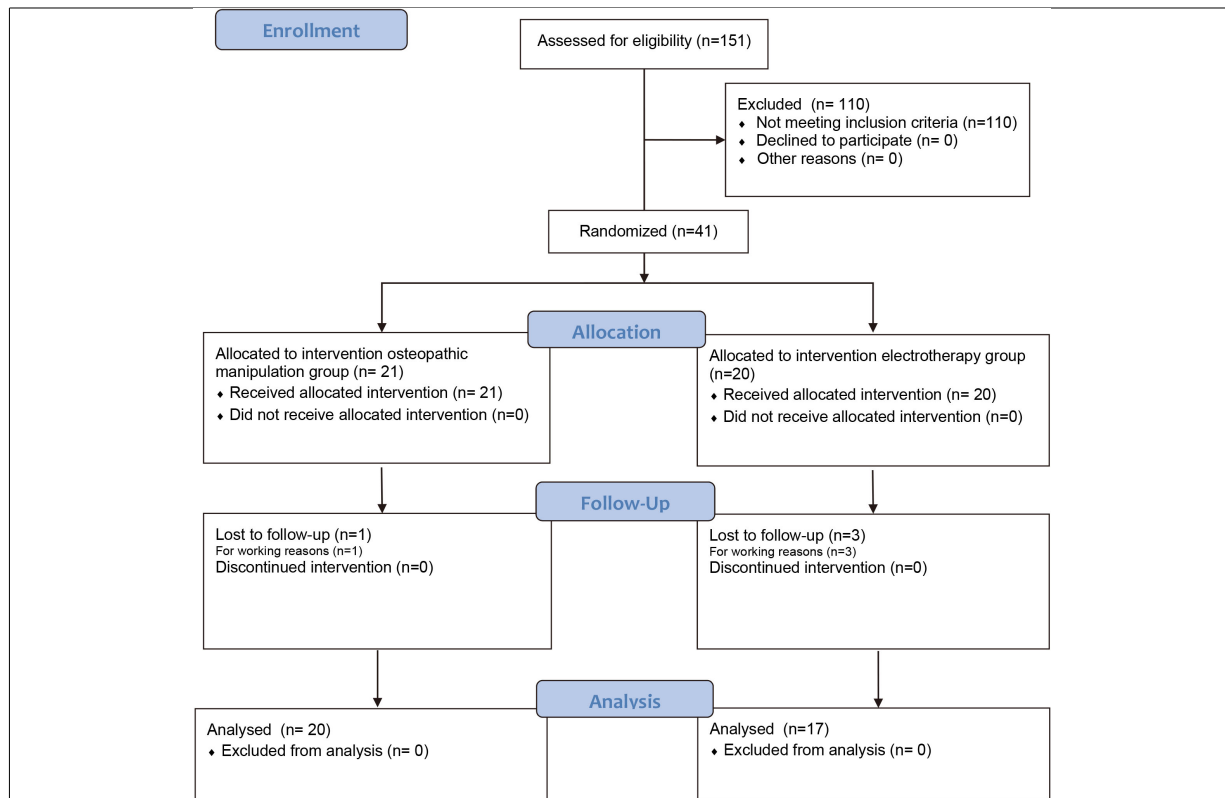 Enrollment
Assessed for eligibility (n=151)
Excluded  (n= 110)
♦ Not meeting inclusion criteria (n=110)
♦ Declined to participate (n= 0)
♦ Other reasons (n= 0)
Randomized (n=41)
Allocation
Allocated to intervention osteopathic
manipulation group (n= 21)
♦ Received allocated intervention (n= 21)
♦ Did not receive allocated intervention (n=0)
Allocated to intervention electrotherapy group
(n=20)
♦ Received allocated intervention (n= 20)
♦ Did not receive allocated intervention (n=0)
Follow-Up
Lost to follow-up (n=1)
For working reasons (n=1)
Discontinued intervention (n=0)
Lost to follow-up (n=3)
For working reasons (n=3)
Discontinued intervention (n=0)
Analysis
Analysed  (n= 20)
♦ Excluded from analysis (n= 0)
Analysed  (n=17)
♦ Excluded from analysis (n= 0)